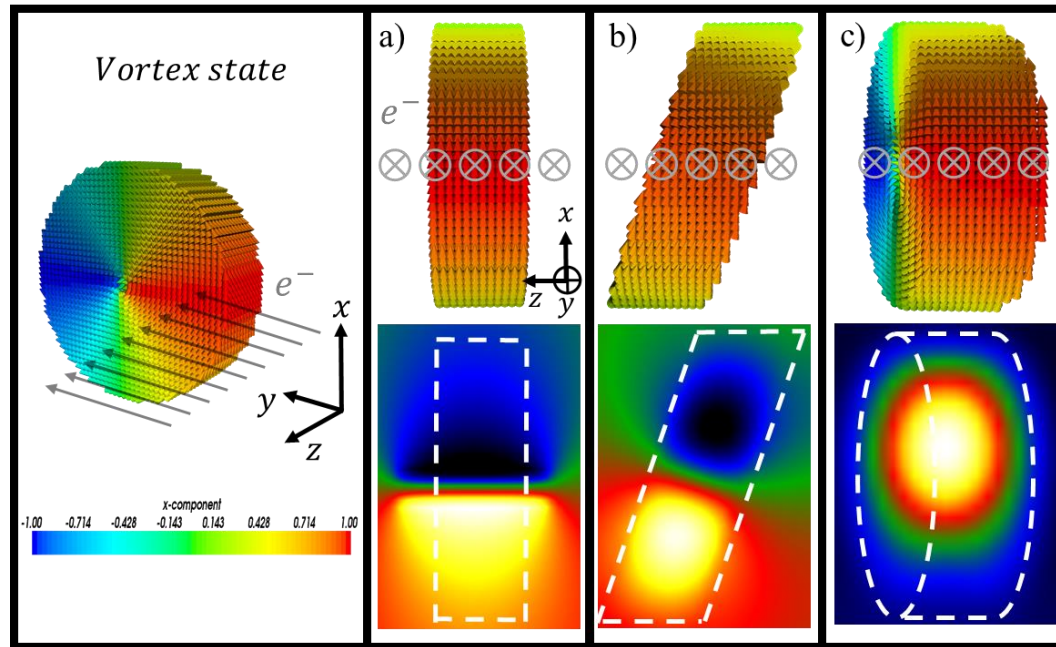 Vortex state
e⁻
x
y
z
x-component
-1.00 -0.714 -0.428 -0.143 0.143 0.428 0.714 1.00
a)
e⁻
x
z
y
b)
c)